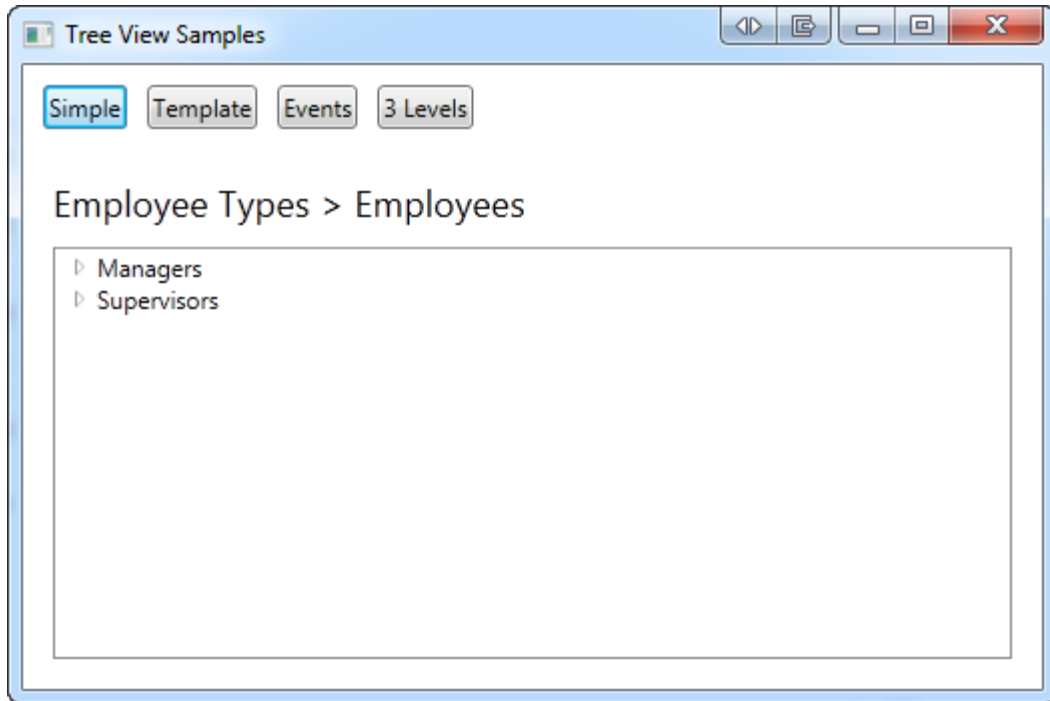 Tree View Samples
Simple Template Events 3 Levels
Employee Types > Employees
Managers
Supervisors